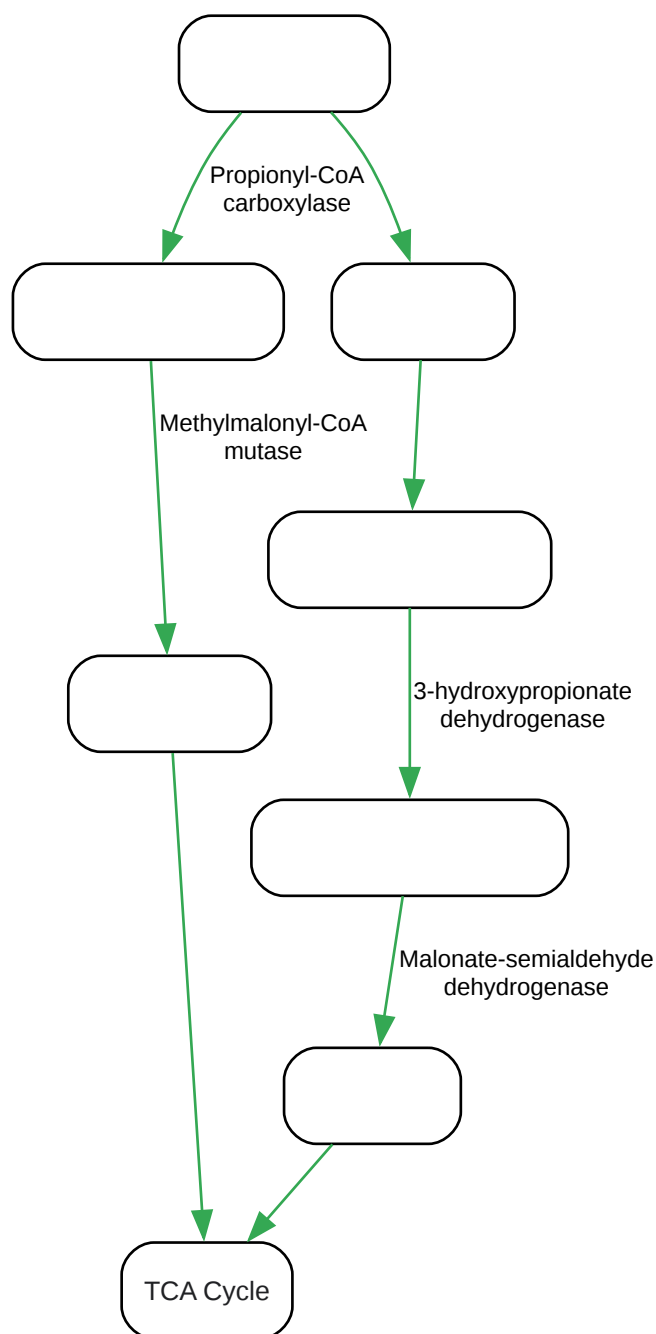 Propionyl-CoA
carboxylase
Methylmalonyl-CoA
mutase
3-hydroxypropionate
dehydrogenase
Malonate-semialdehyde
dehydrogenase
TCA Cycle